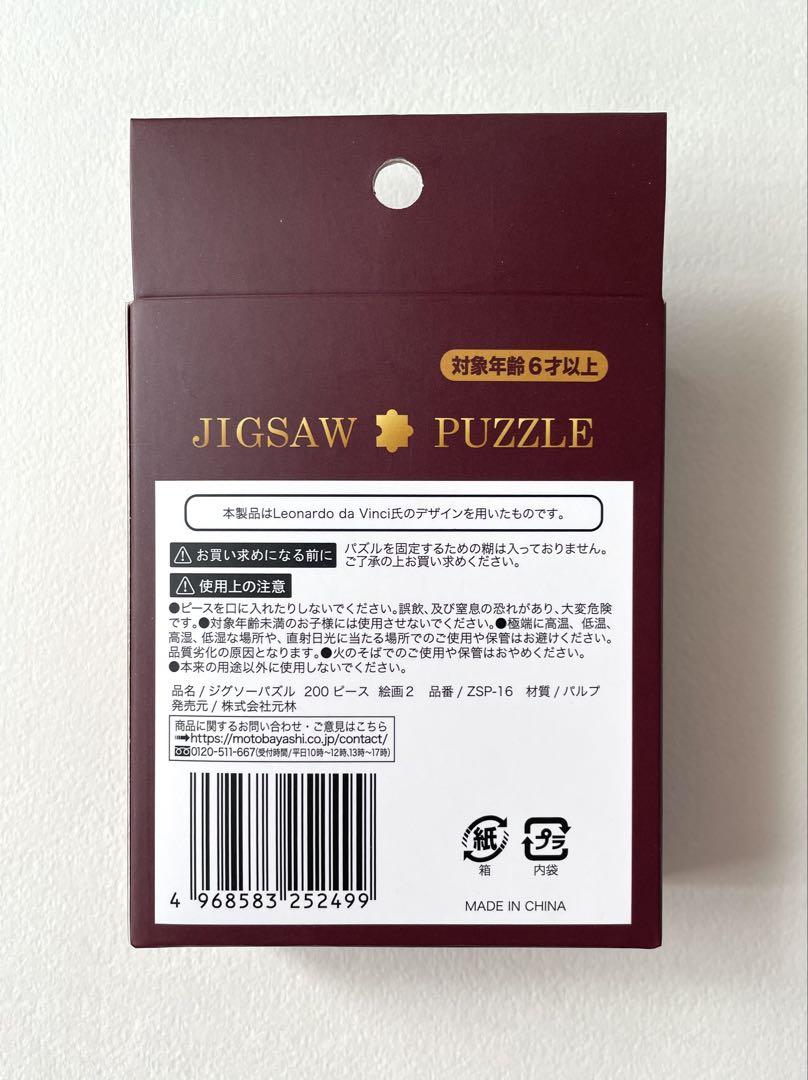 対象年齢6才以上
JIGSAW PUZZLE
本製品はLeonardo da Vinci氏のデザインを用いたものです。
お買い求めになる前に
パズルを固定するための糊は入っておりません。
ご了承の上お買い求めください。
使用上の注意
●ピースを口に入れたりしないでください。誤飲、及び窒息の恐れがあり、大変危険
です。●対象年齢未満のお子様には使用させないでください。●極端に高温、低温、
高湿、低湿な場所や、直射日光に当たる場所でのご使用や保管はお避けください。
品質劣化の原因となります。●火のそばでのご使用や保管はおやめください。
●本来の用途以外に使用しないでください。
品名 / ジグソーパズル 200 ピース 絵画2 品番 / ZSP-16 材質 / パルプ
発売元 / 株式会社元林
商品に関するお問い合わせ・ご意見はこちら
➡https://motobayashi.co.jp/contact/
0120-511-667(受付時間/平日10時〜12時、13時〜17時)
4 968583 252499
紙
箱
プラ
内袋
MADE IN CHINA